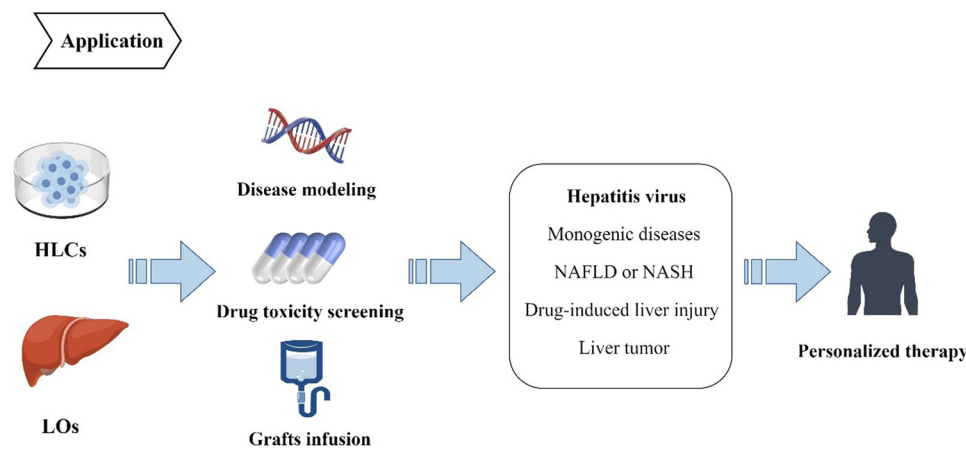 Application
HLCs
LOs
Disease modeling
Drug toxicity screening
Grafts infusion
Hepatitis virus
Monogenic diseases
NAFLD or NASH
Drug-induced liver injury
Liver tumor
Personalized therapy